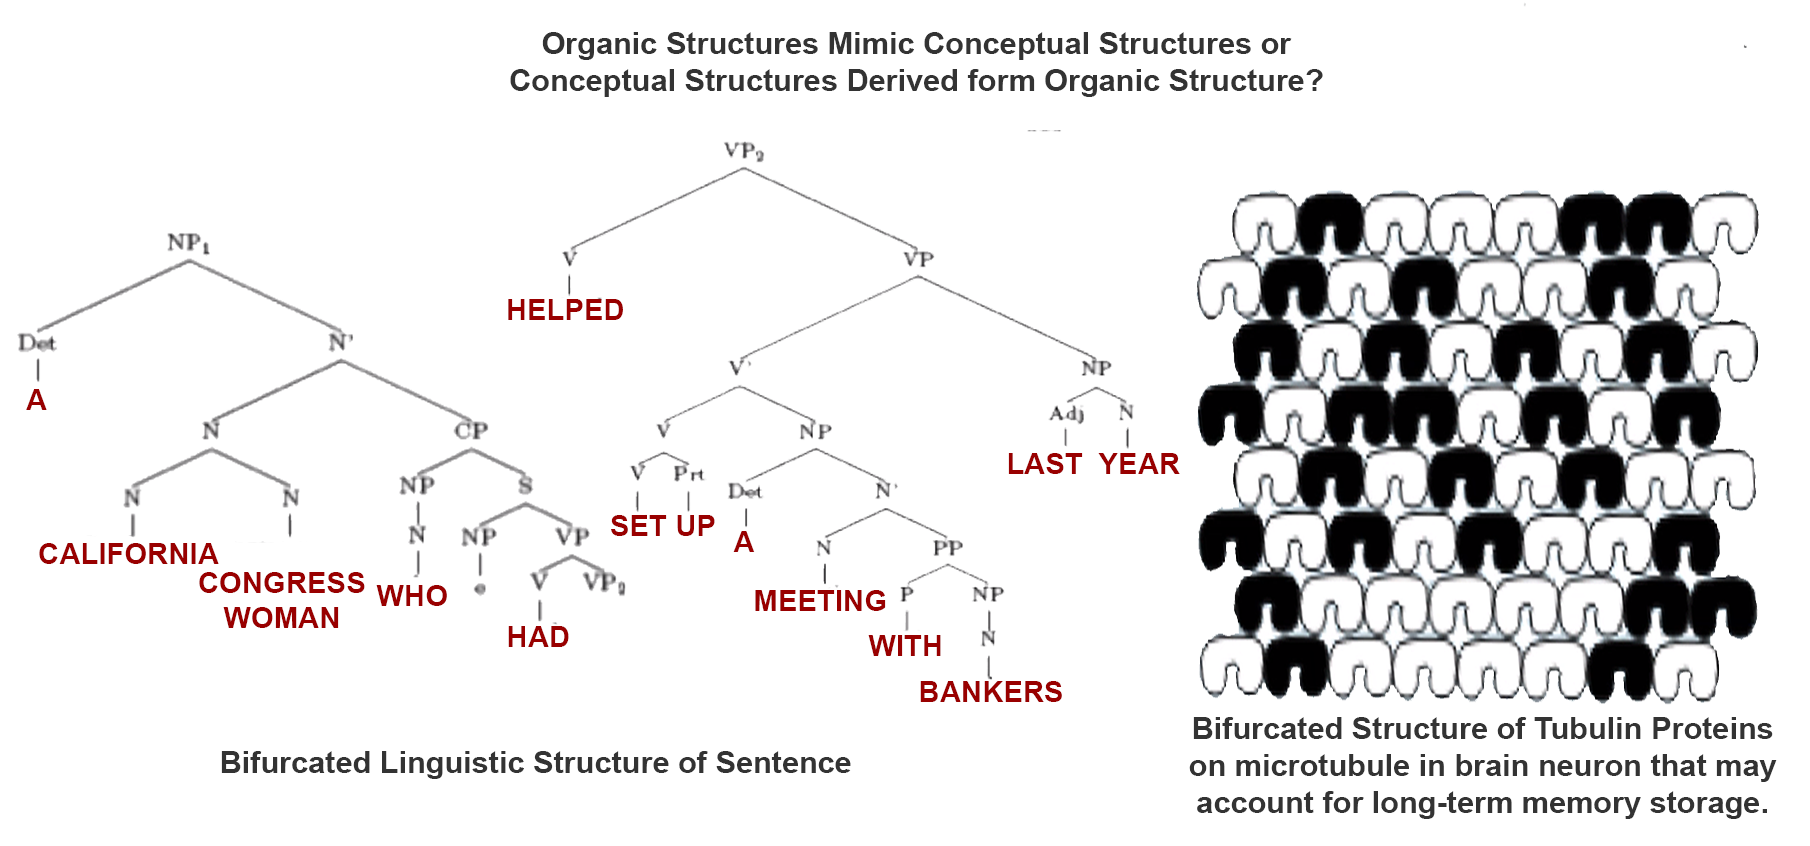 Organic Structures Mimic Conceptual Structures or
Conceptual Structures Derived form Organic Structure?
NP1
Det
A
N'
N
CP
N
N
CALIFORNIA
CONGRESS
WOMAN
NP
S
N
WHO
NP
VP
e
V
VP2
HAD
VP2
V
VP
HELPED
V'
NP
Adj
N
LAST YEAR
V
NP
V
Prt
SET UP
Det
N'
A
N
PP
MEETING
P
NP
WITH
N
BANKERS
Bifurcated Linguistic Structure of Sentence
Bifurcated Structure of Tubulin Proteins
on microtubule in brain neuron that may
account for long-term memory storage.